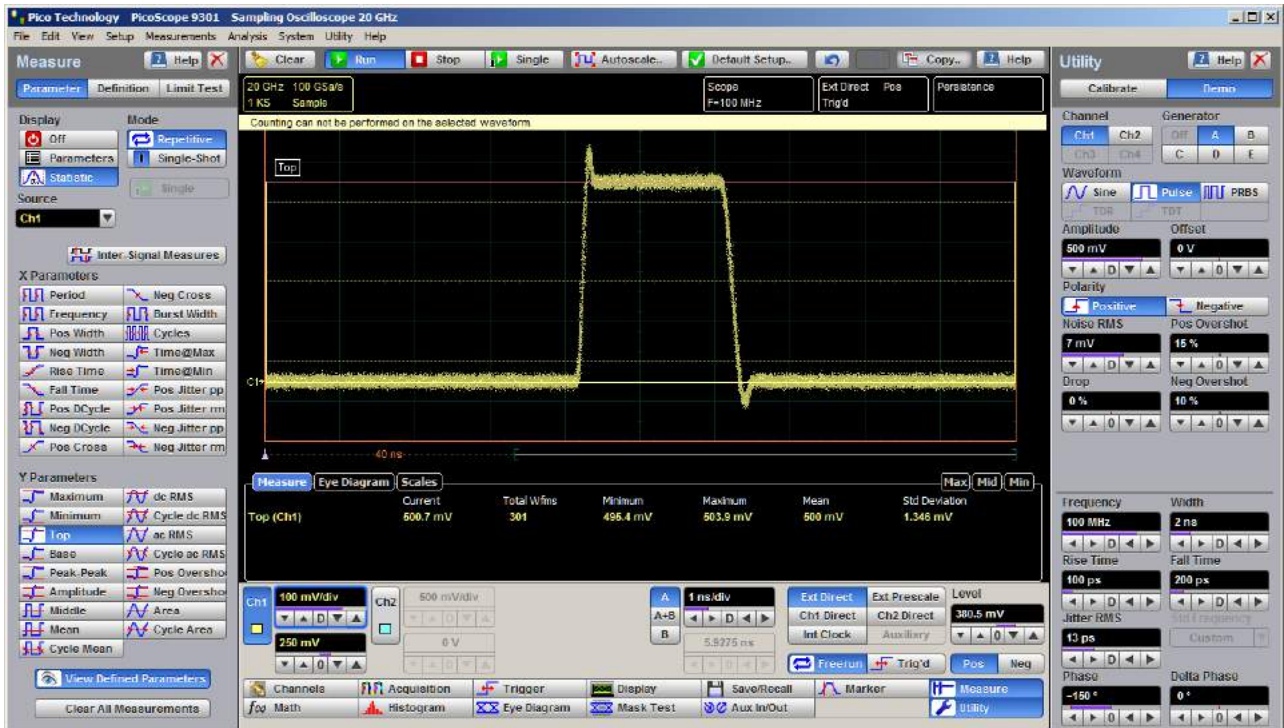 Pico Technology PicoScope 9301 Sampling Oscilloscope 20 GHz
File Edit View Setup Measurements Analysis System Utility Help
Measure Help
Parameter Definition Limit Test
Display Mode
Off Repetitive
Parameters Single-Shot
Statistic Single
Source
Ch1
Inter-Signal Measures
X Parameters
Period Neg Cross
Frequency Burst Width
Pos Width Cycles
Neg Width Time@Max
Rise Time Time@Min
Fall Time Pos Jitter pp
Pos DCycle Pos Jitter rm
Neg DCycle Neg Jitter pp
Pos Cross Neg Jitter rm
Y Parameters
Maximum dc RMS
Minimum Cycle dc RMS
Top ac RMS
Base Cycle ac RMS
Peak-Peak Pos Oversho
Amplitude Neg Oversho
Middle Area
Mean Cycle Area
Cycle Mean
View Defined Parameters
Clear All Measurements
Clear Run Stop Single Autoscale.. Default Setup.. Copy.. Help
20 GHz 100 GSa/s Scope Ext Direct Pos Persistence
1 KS Sample F=100 MHz Trig'd
Counting can not be performed on the selected waveform
Top
C1
40 ns
Measure Eye Diagram Scales Max Mid Min
Current Total Wfms Minimum Maximum Mean Std Deviation
Top (Ch1) 500.7 mV 301 495.4 mV 503.9 mV 500 mV 1.346 mV
Ch1 100 mV/div Ch2 500 mV/div A 1 ns/div Ext Direct Ext Prescale Level
D D A+B D Ch1 Direct Ch2 Direct 380.5 mV
250 mV 0 V B 5.9275 ns Int Clock Auxiliary 0
0 0 0 Freerun Trig'd Pos Neg
Channels Acquisition Trigger Display Save/Recall Marker Measure
f(x) Math Histogram Eye Diagram Mask Test Aux In/Out Utility
Utility Help
Calibrate Demo
Channel Generator
Ch1 Ch2 Off A B
Ch3 Ch4 C D E
Waveform
Sine Pulse PRBS
TDR TDT
Amplitude Offset
500 mV 0 V
D 0
Polarity
Positive Negative
Noise RMS Pos Overshot
7 mV 15 %
D 0
Drop Neg Overshot
0 % 10 %
0 0
Frequency Width
100 MHz 2 ns
D D
Rise Time Fall Time
100 ps 200 ps
D D
Jitter RMS Std Frequency
13 ps Custom
D
Phase Delta Phase
-150 ° 0 °
0 0